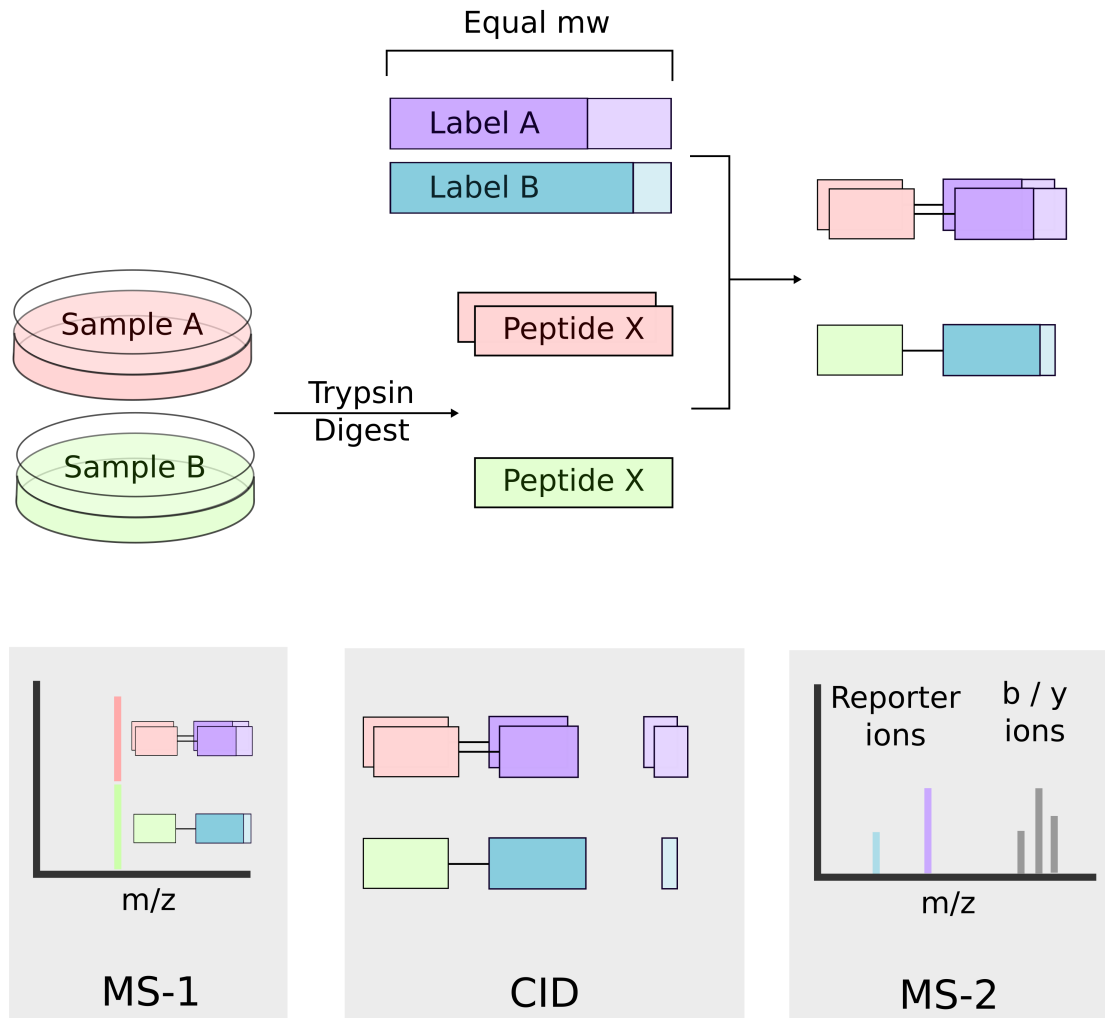 Equal mw
Label A
Label B
Sample A
Peptide X
Trypsin
Digest
Sample B
Peptide X
m/z
MS-1
CID
Reporter
ions
b / y
ions
m/z
MS-2